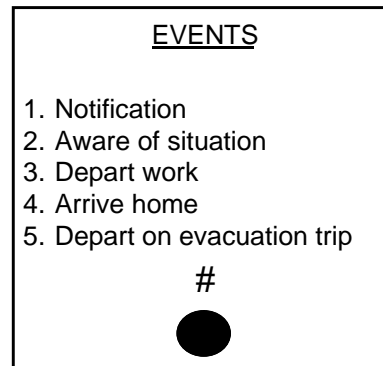 EVENTS
1. Notification
2. Aware of situation
3. Depart work
4. Arrive home
5. Depart on evacuation trip
#